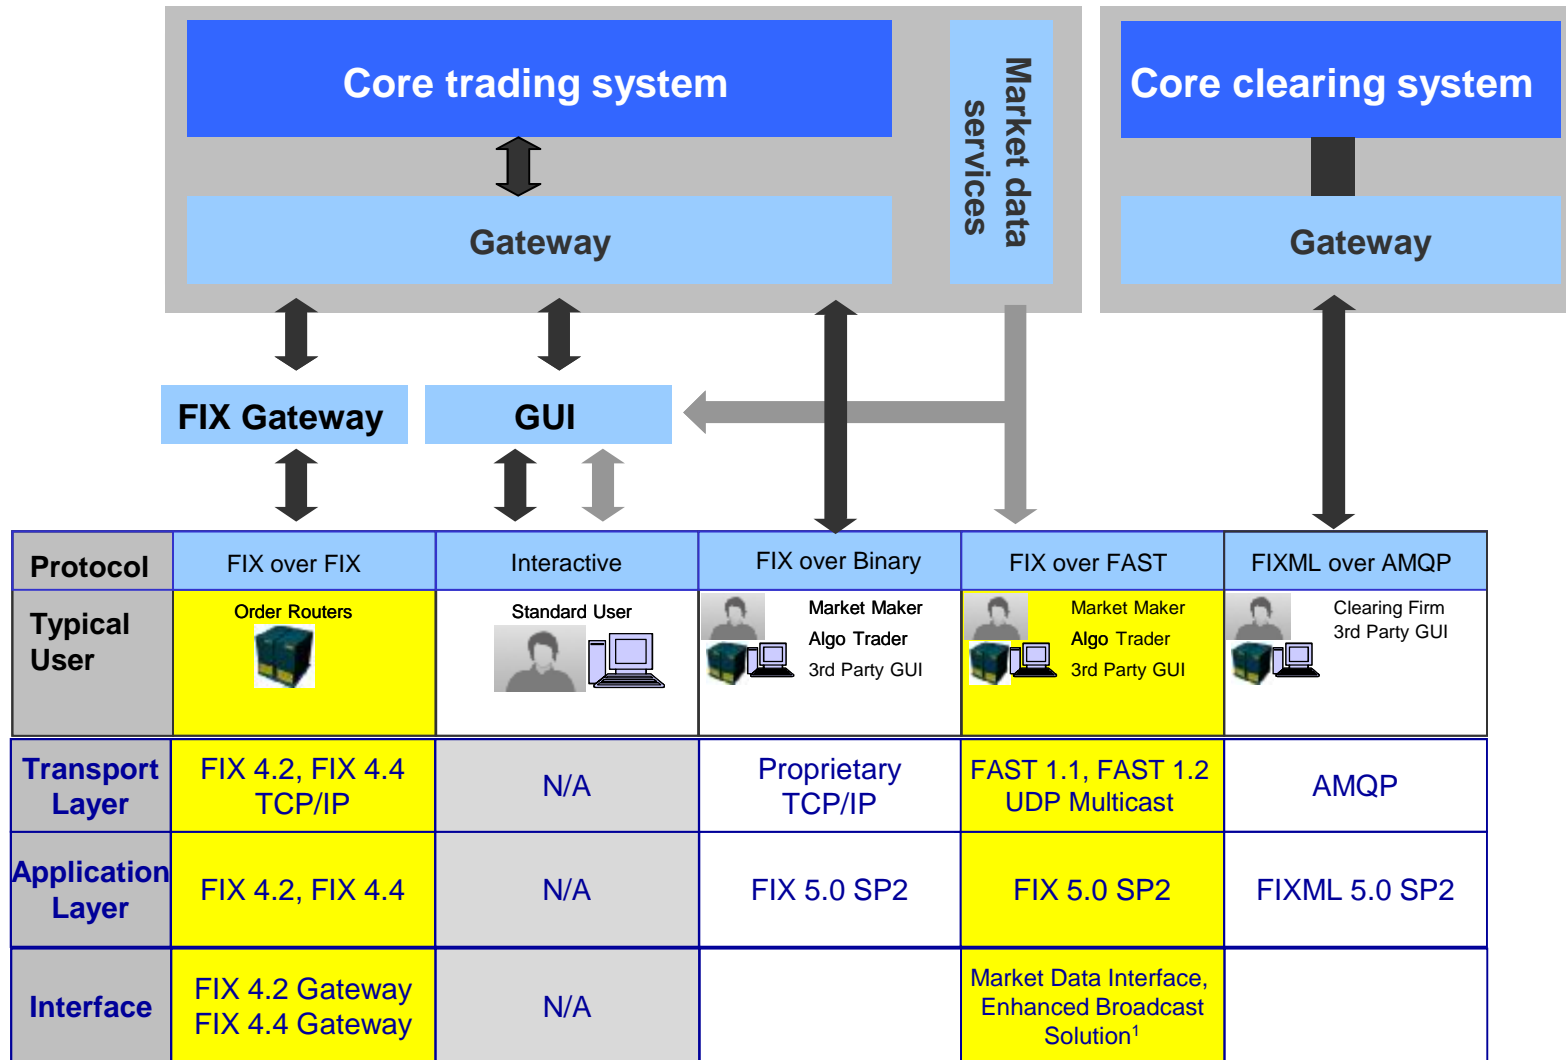 Core trading system
Market data
services
Core clearing system
Gateway
Gateway
FIX Gateway
GUI
Protocol
FIX over FIX
Interactive
FIX over Binary
FIX over FAST
FIXML over AMQP
Typical
User
Order Routers
Standard User
Market Maker
Algo Trader
3rd Party GUI
Market Maker
Algo Trader
3rd Party GUI
Clearing Firm
3rd Party GUI
Transport
Layer
FIX 4.2, FIX 4.4
TCP/IP
N/A
Proprietary
TCP/IP
FAST 1.1, FAST 1.2
UDP Multicast
AMQP
Application
Layer
FIX 4.2, FIX 4.4
N/A
FIX 5.0 SP2
FIX 5.0 SP2
FIXML 5.0 SP2
Interface
FIX 4.2 Gateway
FIX 4.4 Gateway
N/A
Market Data Interface,
Enhanced Broadcast
Solution¹